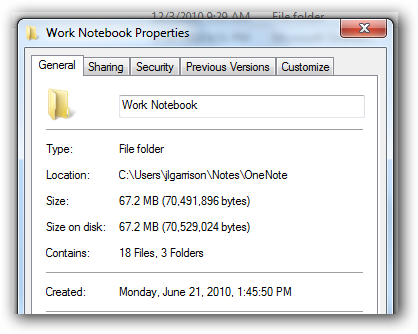 12/3/2010 9:29 AM File folder
Work Notebook Properties
General Sharing Security Previous Versions Customize
Work Notebook
Type: File folder
Location: C:\Users\jlgarrison\Notes\OneNote
Size: 67.2 MB (70,491,896 bytes)
Size on disk: 67.2 MB (70,529,024 bytes)
Contains: 18 Files, 3 Folders
Created: Monday, June 21, 2010, 1:45:50 PM